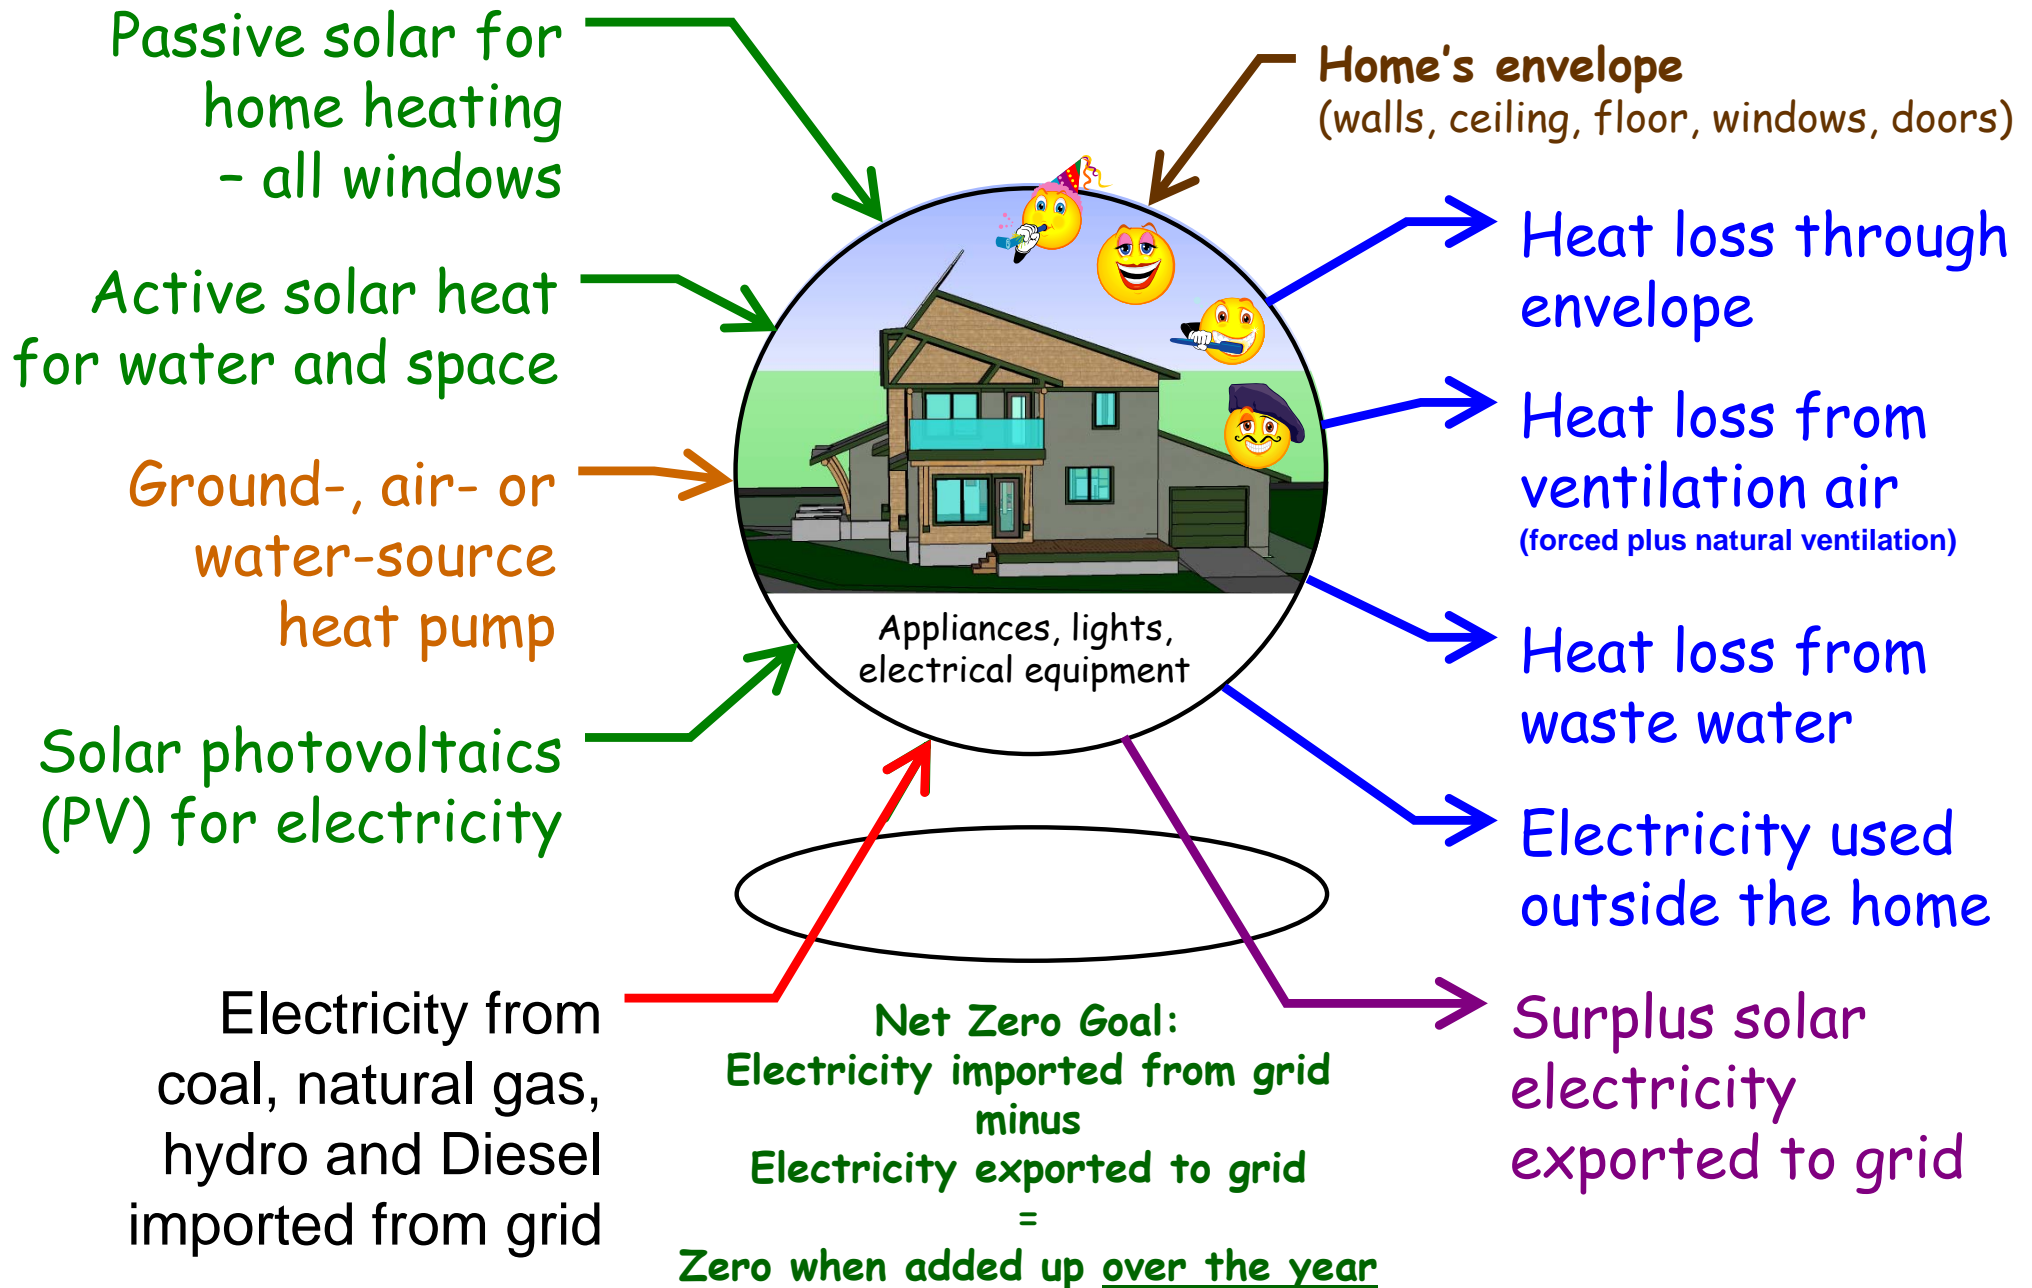 Passive solar for
home heating
– all windows
Active solar heat
for water and space
Ground-, air- or
water-source
heat pump
Solar photovoltaics
(PV) for electricity
Electricity from
coal, natural gas,
hydro and Diesel
imported from grid
Appliances, lights,
electrical equipment
Net Zero Goal:
Electricity imported from grid
minus
Electricity exported to grid
=
Zero when added up over the year
Home’s envelope
(walls, ceiling, floor, windows, doors)
Heat loss through
envelope
Heat loss from
ventilation air
(forced plus natural ventilation)
Heat loss from
waste water
Electricity used
outside the home
Surplus solar
electricity
exported to grid